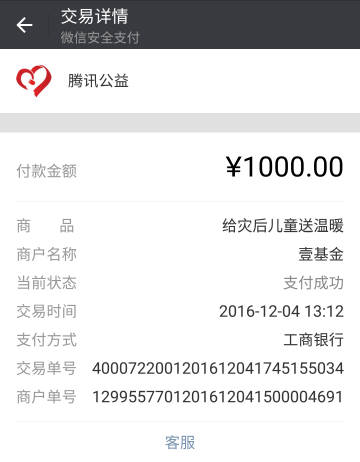 交易详情
微信安全支付
腾讯公益
付款金额 ¥1000.00
商品 给灾后儿童送温暖
商户名称 壹基金
当前状态 支付成功
交易时间 2016-12-04 13:12
支付方式 工商银行
交易单号 4000722001201612041745155034
商户单号 1299557701201612041500004691
客服